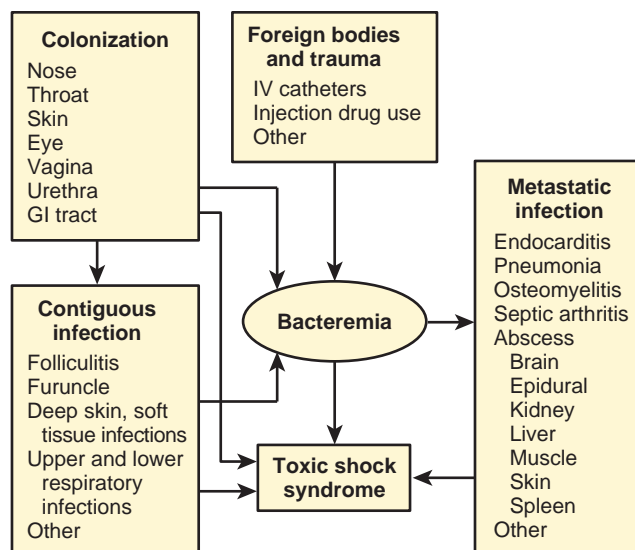 Colonization
Nose
Throat
Skin
Eye
Vagina
Urethra
GI tract
Foreign bodies
and trauma
IV catheters
Injection drug use
Other
Contiguous
infection
Folliculitis
Furuncle
Deep skin, soft
tissue infections
Upper and lower
respiratory
infections
Other
Bacteremia
Toxic shock
syndrome
Metastatic
infection
Endocarditis
Pneumonia
Osteomyelitis
Septic arthritis
Abscess
Brain
Epidural
Kidney
Liver
Muscle
Skin
Spleen
Other